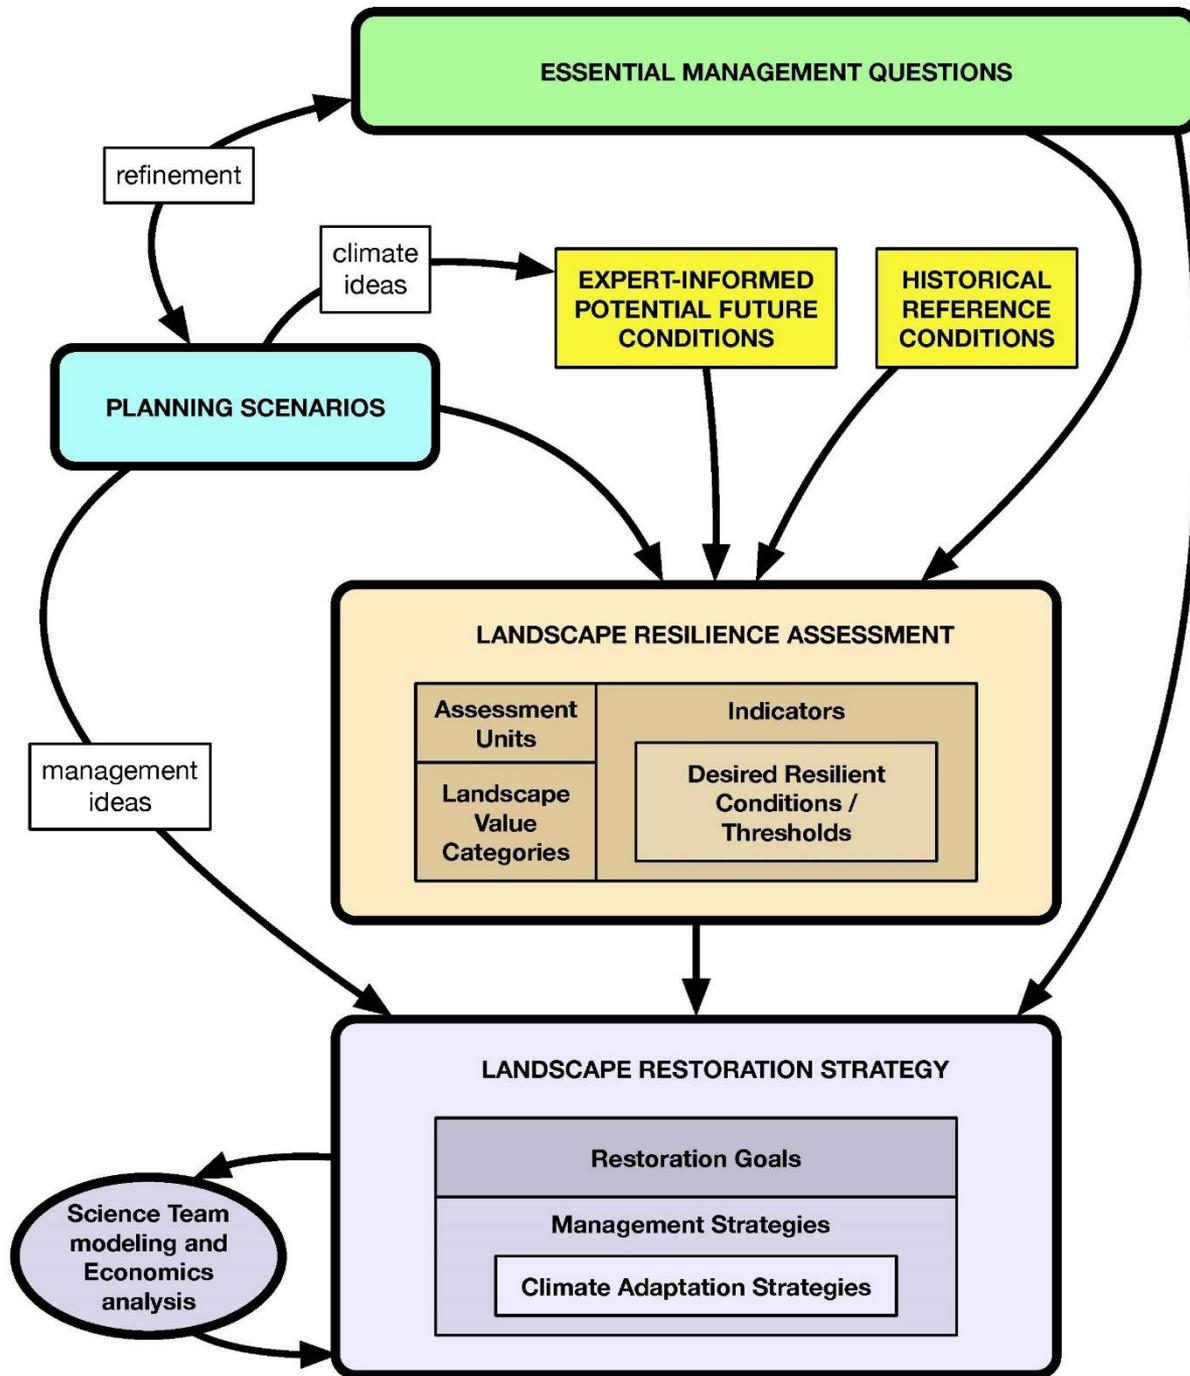 ESSENTIAL MANAGEMENT QUESTIONS
refinement
climate
ideas
EXPERT-INFORMED
POTENTIAL FUTURE
CONDITIONS
HISTORICAL
REFERENCE
CONDITIONS
PLANNING SCENARIOS
LANDSCAPE RESILIENCE ASSESSMENT
Assessment
Units
Landscape
Value
Categories
Indicators
Desired Resilient
Conditions /
Thresholds
management
ideas
LANDSCAPE RESTORATION STRATEGY
Restoration Goals
Management Strategies
Climate Adaptation Strategies
Science Team
modeling and
Economics
analysis